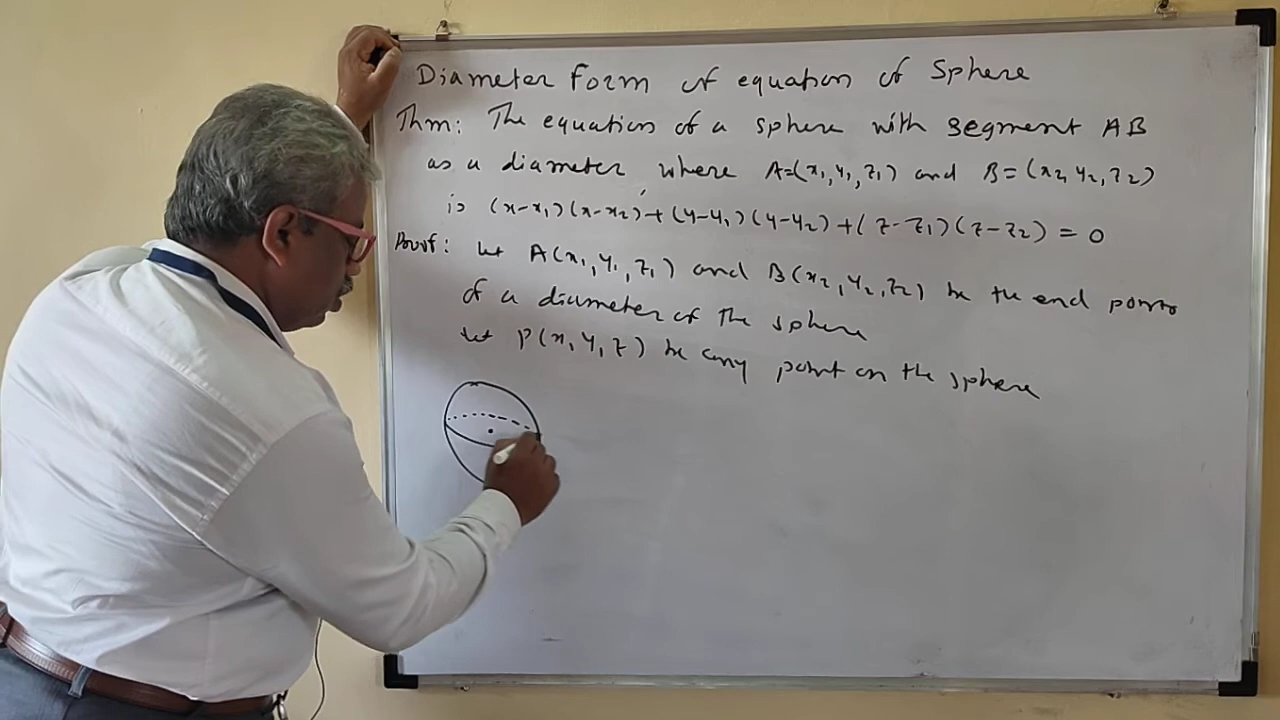 Diameter Form of equation of Sphere
Thm: The equation of a sphere with segment AB
as a diameter where A=(x₁,y₁,z₁) and B=(x₂,y₂,z₂)
is (x-x₁)(x-x₂)+(y-y₁)(y-y₂)+(z-z₁)(z-z₂)=0
Proof: let A(x₁,y₁,z₁) and B(x₂,y₂,z₂) be the end points
of a diameter of the sphere
let P(x,y,z) be any point on the sphere